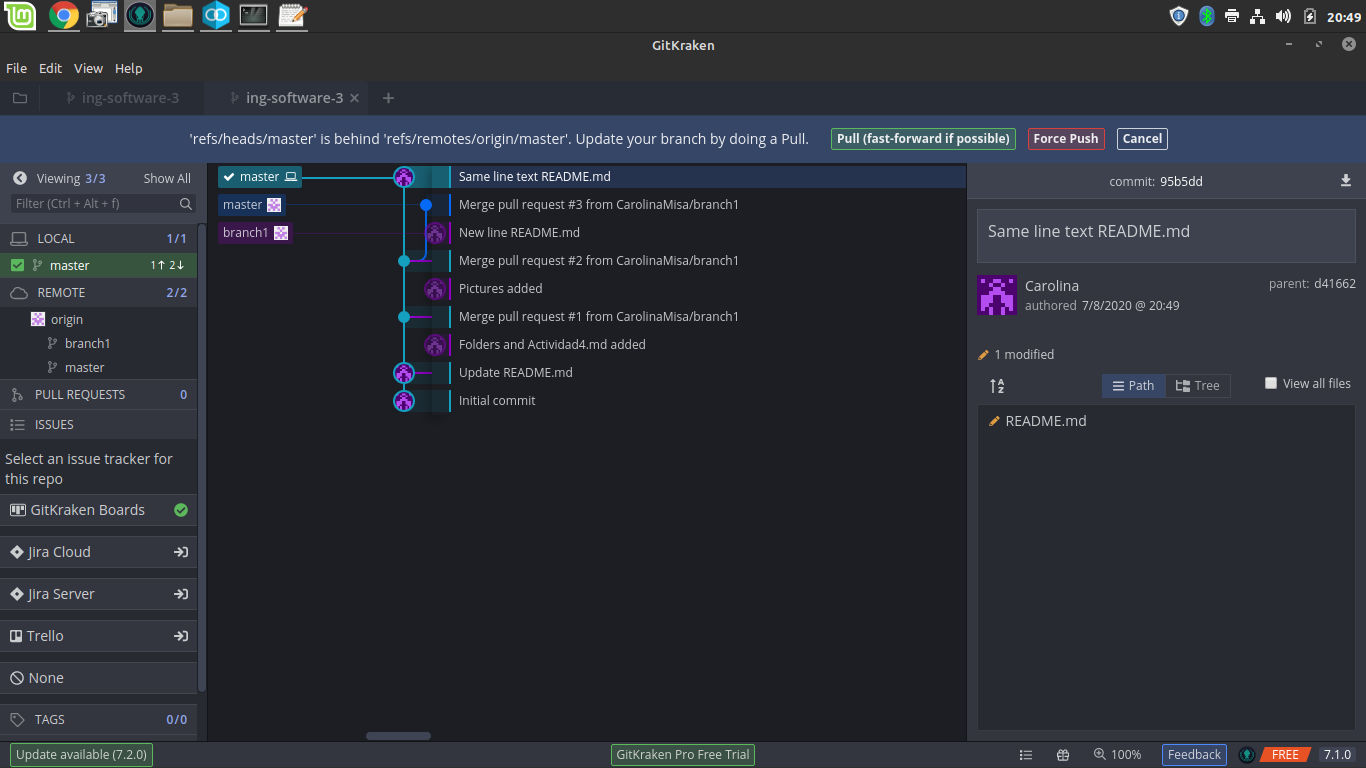 20:49
GitKraken
File Edit View Help
ing-software-3
ing-software-3
'refs/heads/master' is behind 'refs/remotes/origin/master'. Update your branch by doing a Pull. Pull (fast-forward if possible) Force Push Cancel
Viewing 3/3 Show All
Filter (Ctrl + Alt + f)
LOCAL 1/1
master 1↑ 2↓
REMOTE 2/2
origin
branch1
master
PULL REQUESTS 0
ISSUES
Select an issue tracker for
this repo
GitKraken Boards
Jira Cloud
Jira Server
Trello
None
TAGS 0/0
master Same line text README.md
master Merge pull request #3 from CarolinaMisa/branch1
branch1 New line README.md
Merge pull request #2 from CarolinaMisa/branch1
Pictures added
Merge pull request #1 from CarolinaMisa/branch1
Folders and Actividad4.md added
Update README.md
Initial commit
commit: 95b5dd
Same line text README.md
Carolina parent: d41662
authored 7/8/2020 @ 20:49
1 modified
A Z Path Tree View all files
README.md
Update available (7.2.0) GitKraken Pro Free Trial 100% Feedback FREE 7.1.0